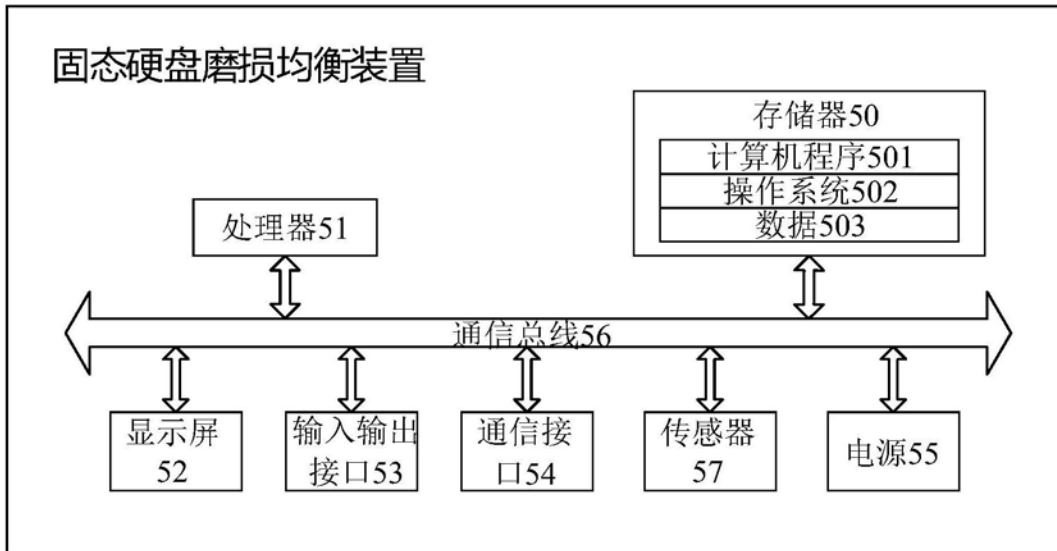 固态硬盘磨损均衡装置
存储器50
计算机程序501
操作系统502
数据503
处理器51
通信总线56
显示屏
52
输入输出
接口53
通信接
口54
传感器
57
电源55